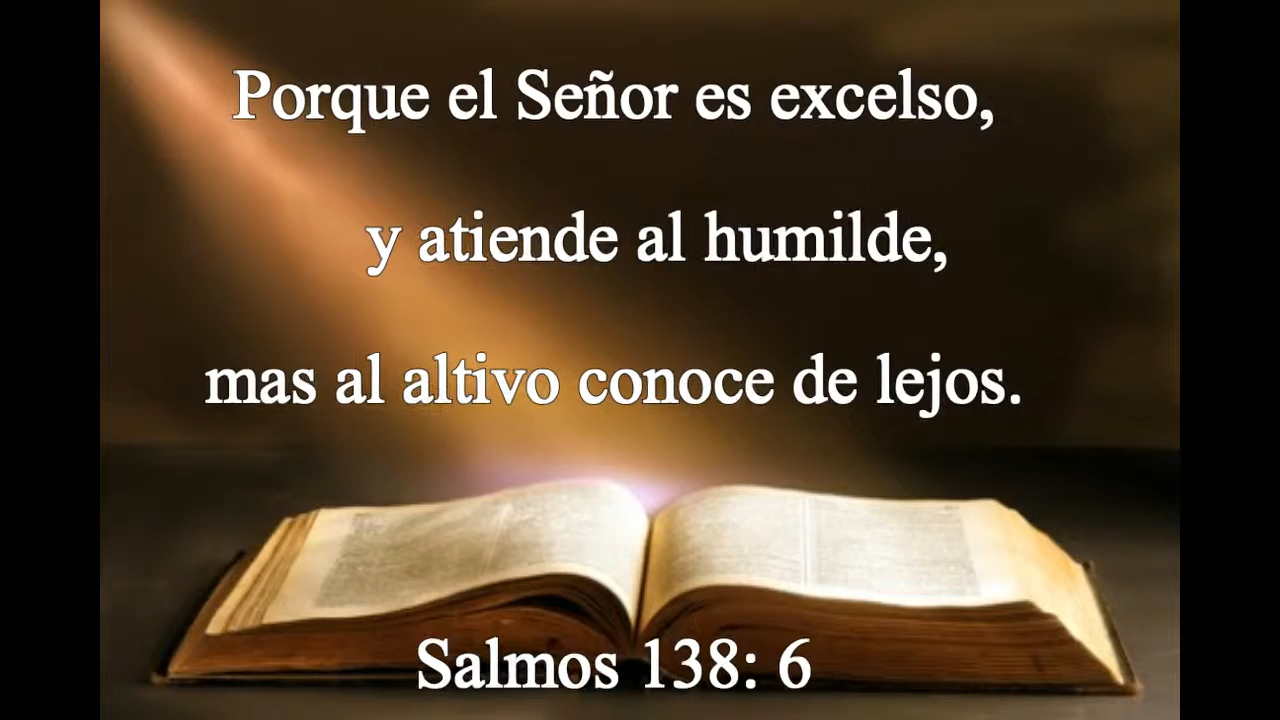 Porque el Señor es excelso,
y atiende al humilde,
mas al altivo conoce de lejos.
Salmos 138: 6